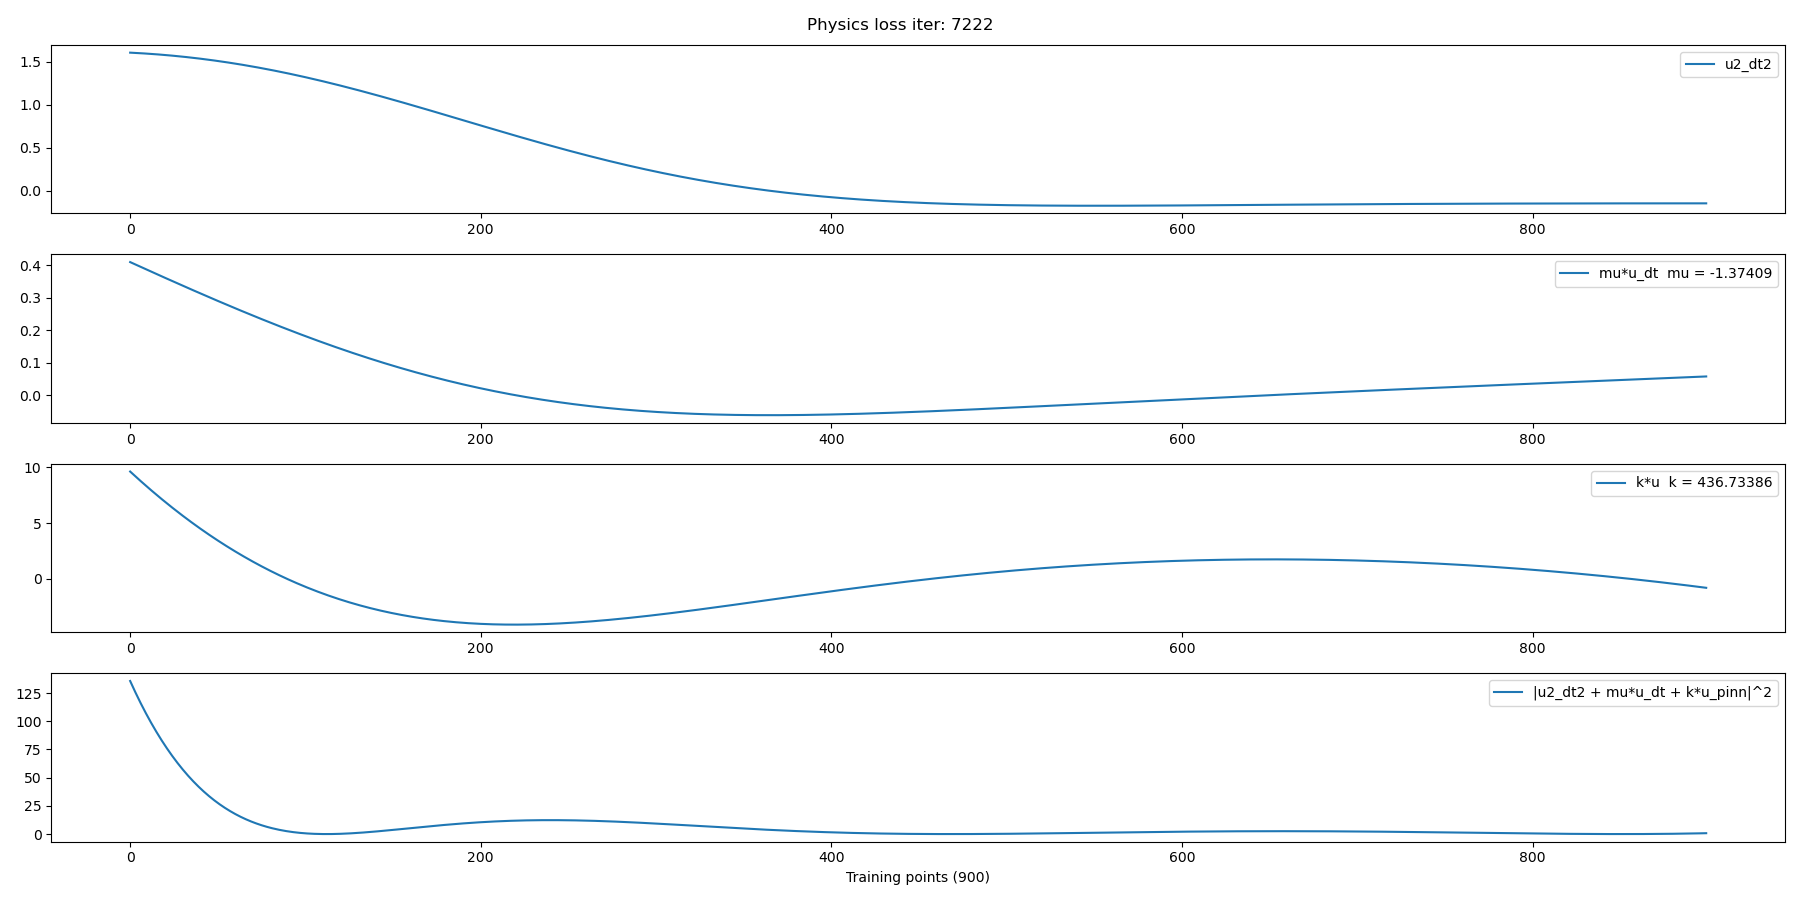 Physics loss iter: 7222
u2_dt2
1.5
1.0
0.5
0.0
0 200 400 600 800
mu*u_dt  mu = -1.37409
0.4
0.3
0.2
0.1
0.0
0 200 400 600 800
k*u  k = 436.73386
10
5
0
0 200 400 600 800
|u2_dt2 + mu*u_dt + k*u_pinn|^2
125
100
75
50
25
0
0 200 400 600 800
Training points (900)